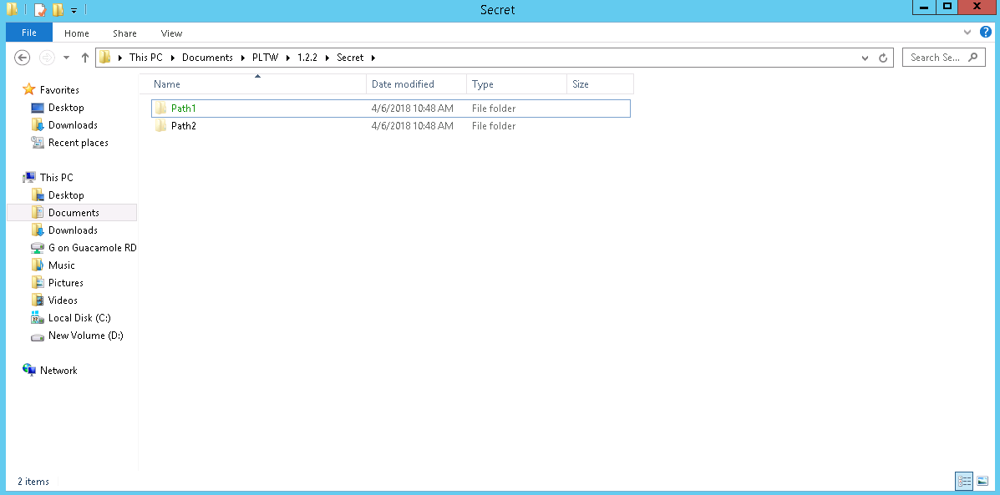 Secret
File Home Share View
This PC Documents PLTW 1.2.2 Secret Search Se...
Name Date modified Type Size
Path1 4/6/2018 10:48 AM File folder
Path2 4/6/2018 10:48 AM File folder
Favorites
Desktop
Downloads
Recent places
This PC
Desktop
Documents
Downloads
G on Guacamole RD
Music
Pictures
Videos
Local Disk (C:)
New Volume (D:)
Network
2 items